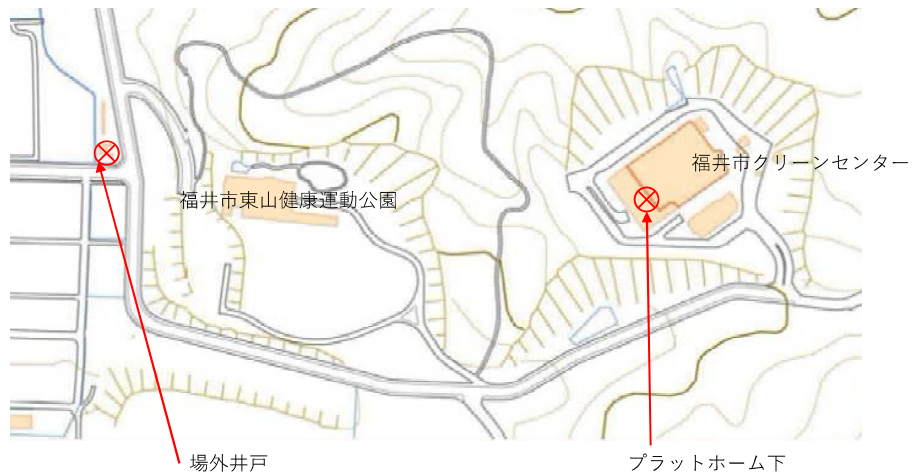 福井市クリーンセンター
福井市東山健康運動公園
場外井戸
プラットホーム下